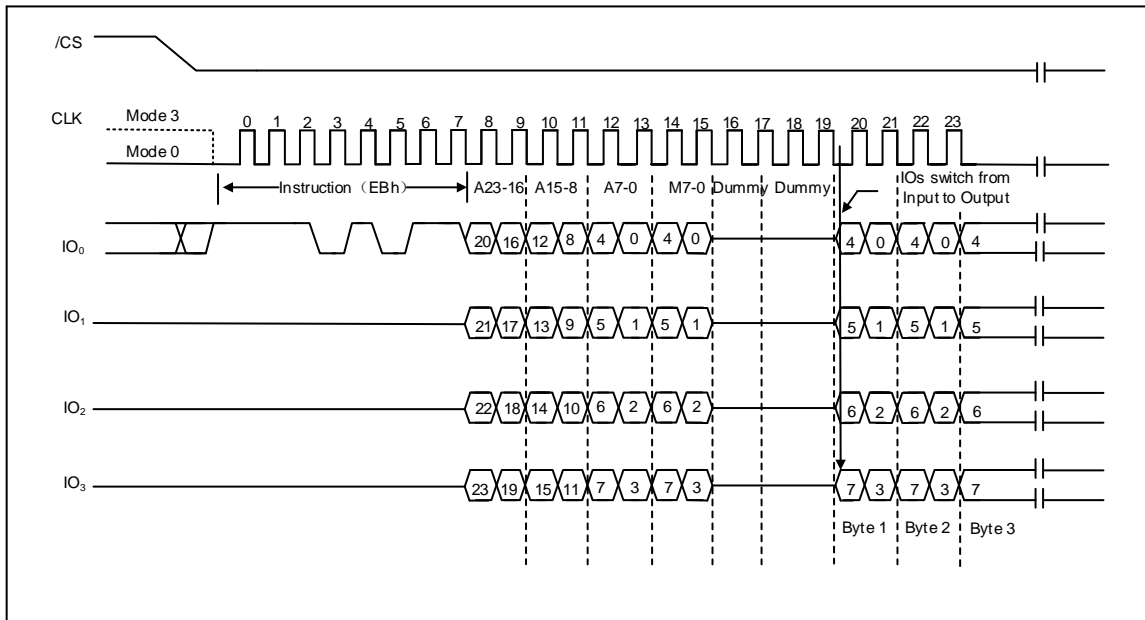 /CS
CLK
Mode 3
0 1 2 3 4 5 6 7 8 9 10 11 12 13 14 15 16 17 18 19 20 21 22 23
Mode 0
Instruction（EBh） A23-16 A15-8 A7-0 M7-0 Dummy Dummy
IOs switch from
Input to Output
IO₀ 20 16 12 8 4 0 4 0 4 0 4 0 4
IO₁ 21 17 13 9 5 1 5 1 5 1 5 1 5
IO₂ 22 18 14 10 6 2 6 2 6 2 6 2 6
IO₃ 23 19 15 11 7 3 7 3 7 3 7 3 7
Byte 1 Byte 2 Byte 3